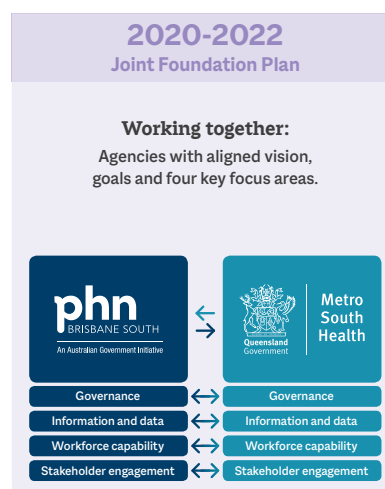 2020-2022
Joint Foundation Plan
Working together:
Agencies with aligned vision,
goals and four key focus areas.
phn
BRISBANE SOUTH
An Australian Government Initiative
Queensland
Government
Metro
South
Health
Governance
Governance
Information and data
Information and data
Workforce capability
Workforce capability
Stakeholder engagement
Stakeholder engagement